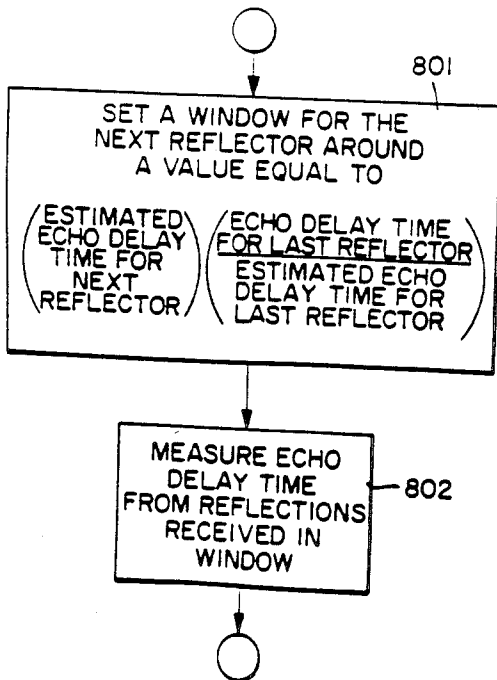 801
SET A WINDOW FOR THE
NEXT REFLECTOR AROUND
A VALUE EQUAL TO
(ESTIMATED
ECHO DELAY
TIME FOR
NEXT
REFLECTOR)
(ECHO DELAY TIME
FOR LAST REFLECTOR
ESTIMATED ECHO
DELAY TIME FOR
LAST REFLECTOR)
MEASURE ECHO
DELAY TIME
FROM REFLECTIONS
RECEIVED IN
WINDOW
802